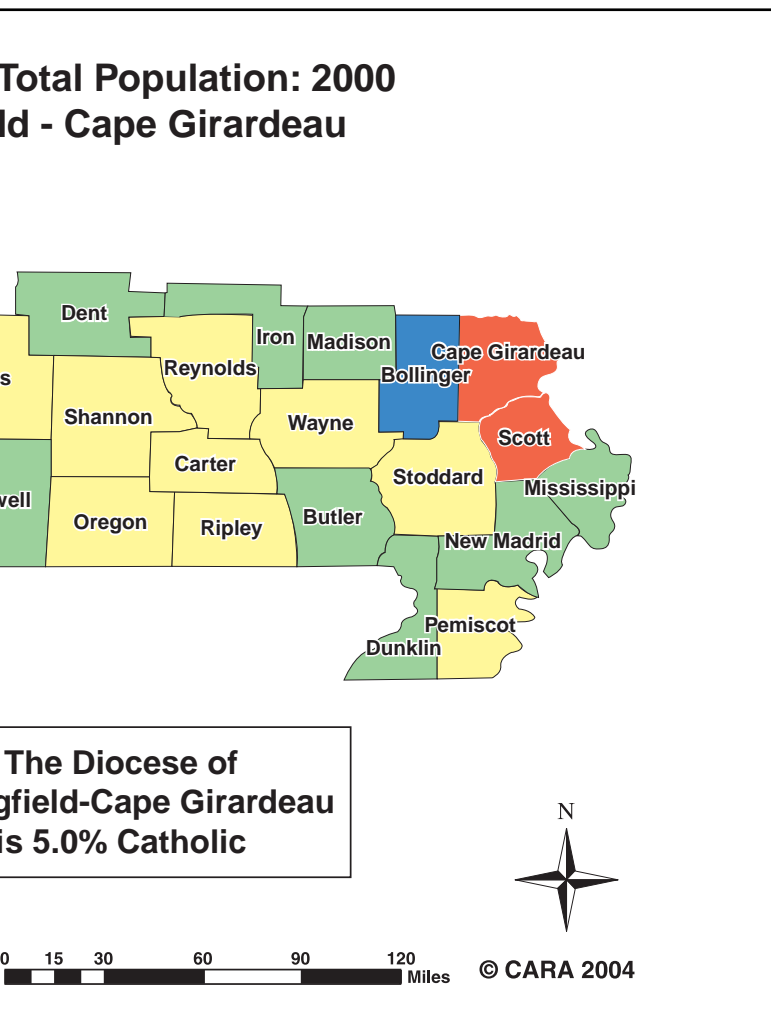 Total Population: 2000
ld - Cape Girardeau
Dent
Iron
Madison
Cape Girardeau
s
Reynolds
Bollinger
Shannon
Wayne
Scott
Carter
Stoddard
vell
Mississippi
Oregon
Ripley
Butler
New Madrid
Pemiscot
Dunklin
The Diocese of
gfield-Cape Girardeau
is 5.0% Catholic
N
0 15 30 60 90 120
Miles
© CARA 2004